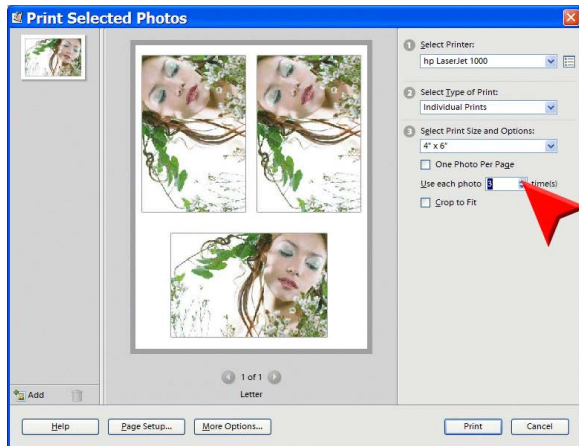 Print Selected Photos
1 Select Printer:
hp LaserJet 1000
2 Select Type of Print:
Individual Prints
3 Select Print Size and Options:
4" x 6"
One Photo Per Page
Use each photo 3 time(s)
Crop to Fit
1 of 1
Letter
Add
Help
Page Setup...
More Options...
Print
Cancel